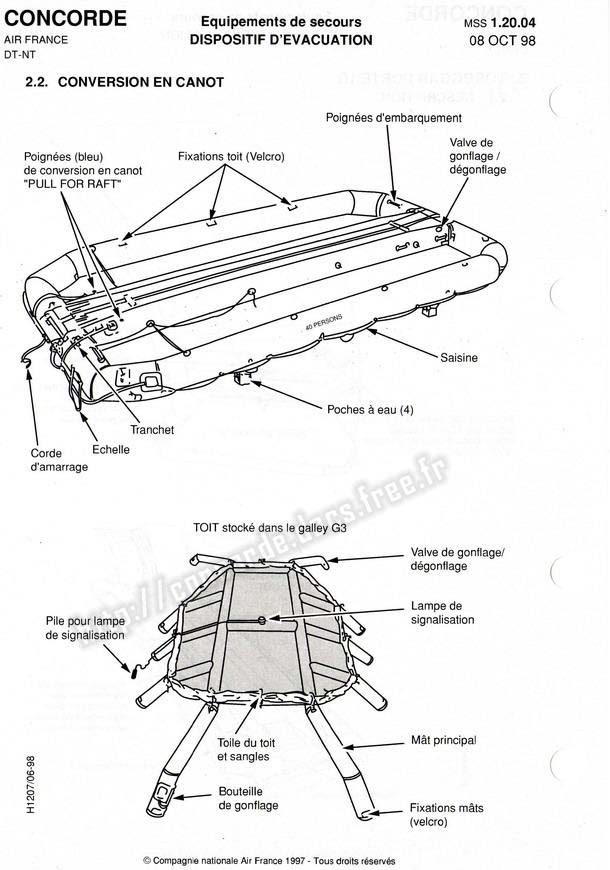 CONCORDE
AIR FRANCE
DT-NT
Equipements de secours
DISPOSITIF D'EVACUATION
MSS 1.20.04
08 OCT 98
2.2. CONVERSION EN CANOT
Poignées d'embarquement
Poignées (bleu)
de conversion en canot
"PULL FOR RAFT"
Fixations toit (Velcro)
Valve de
gonflage /
dégonflage
40 PERSONS
Saisine
Poches à eau (4)
Tranchet
Echelle
Corde
d'amarrage
TOIT stocké dans le galley G3
Valve de gonflage/
dégonflage
Lampe de
signalisation
Pile pour lampe
de signalisation
Toile du toit
et sangles
Mât principal
Bouteille
de gonflage
Fixations mâts
(velcro)
H1207/06-98
http://concorde.docs.free.fr
© Compagnie nationale Air France 1997 - Tous droits réservés